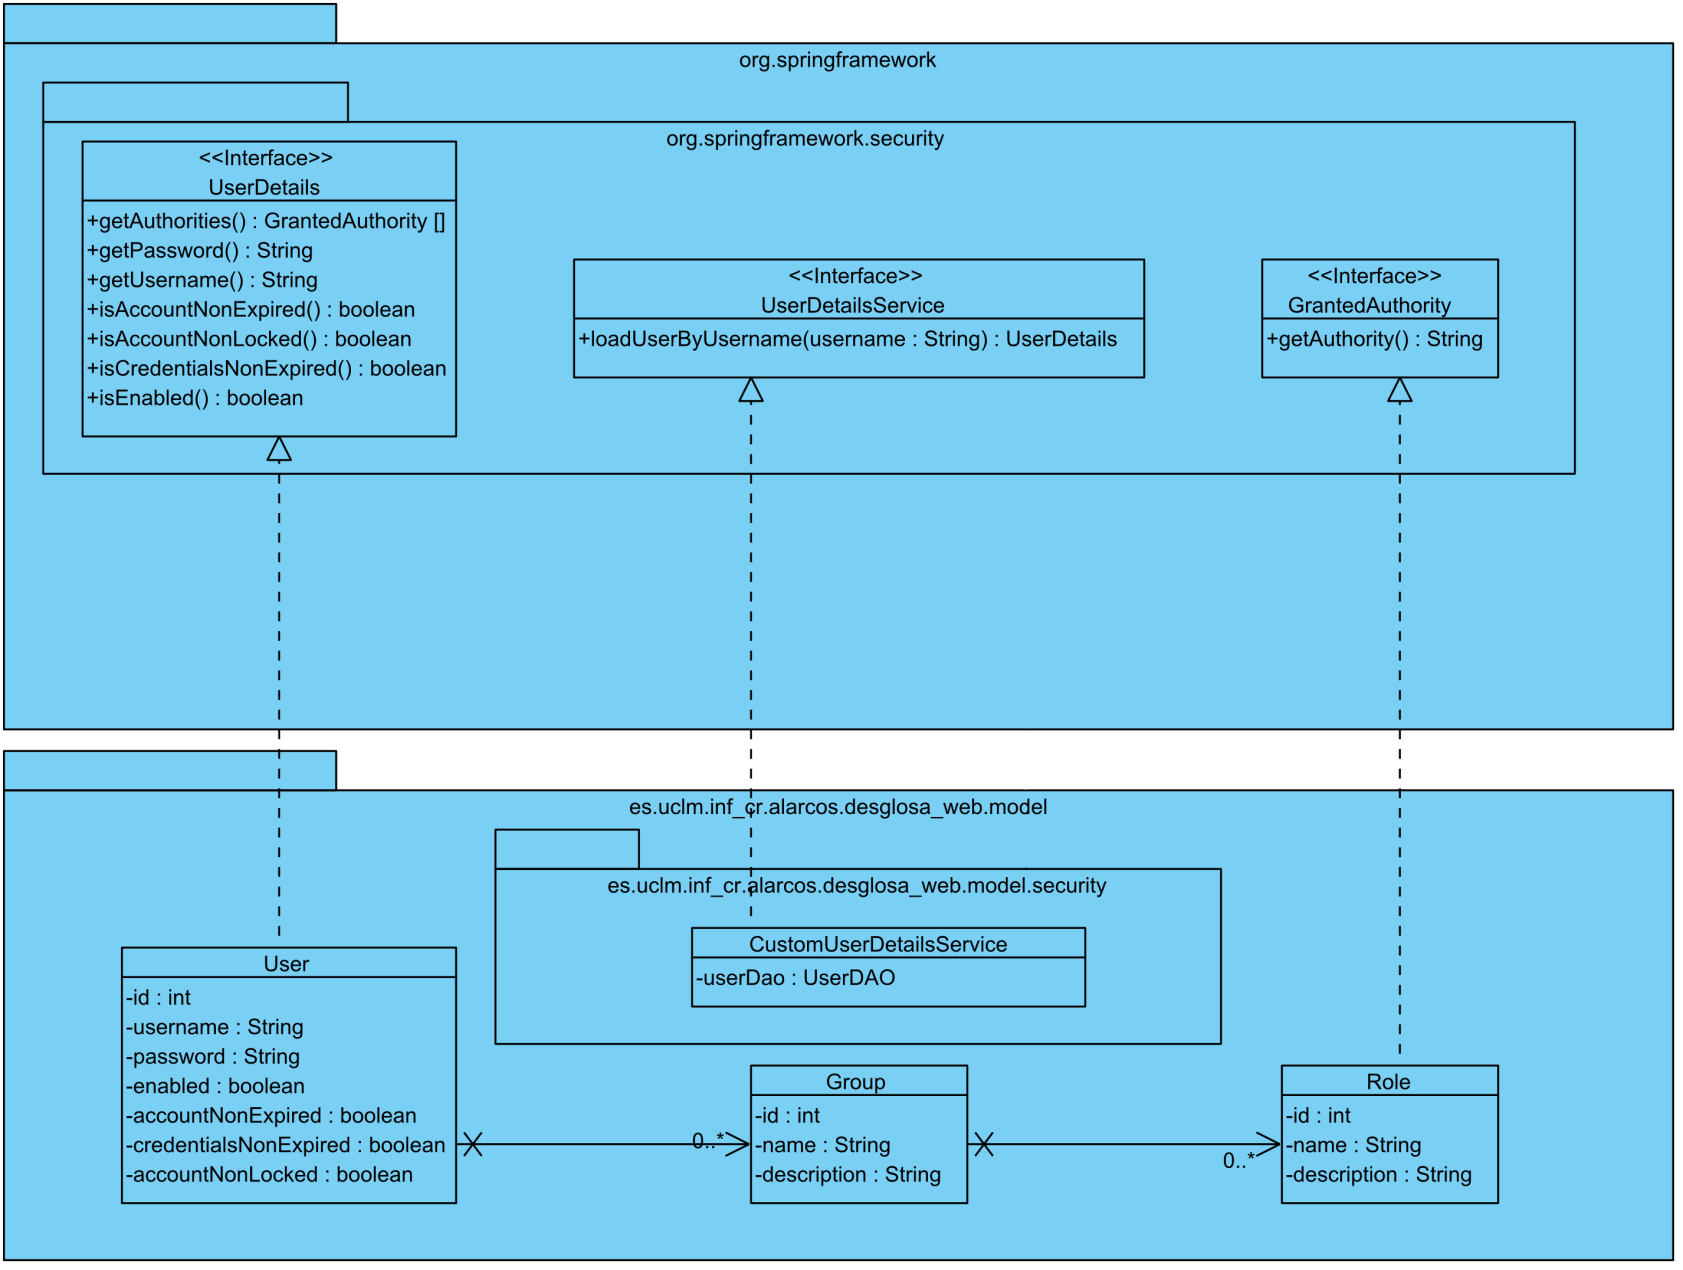 org.springframework
org.springframework.security
<<Interface>>
UserDetails
+getAuthorities() : GrantedAuthority []
+getPassword() : String
+getUsername() : String
+isAccountNonExpired() : boolean
+isAccountNonLocked() : boolean
+isCredentialsNonExpired() : boolean
+isEnabled() : boolean
<<Interface>>
UserDetailsService
+loadUserByUsername(username : String) : UserDetails
<<Interface>>
GrantedAuthority
+getAuthority() : String
es.uclm.inf_cr.alarcos.desglosa_web.model
es.uclm.inf_cr.alarcos.desglosa_web.model.security
CustomUserDetailsService
-userDao : UserDAO
User
-id : int
-username : String
-password : String
-enabled : boolean
-accountNonExpired : boolean
-credentialsNonExpired : boolean
-accountNonLocked : boolean
0..*
Group
-id : int
-name : String
-description : String
0..*
Role
-id : int
-name : String
-description : String